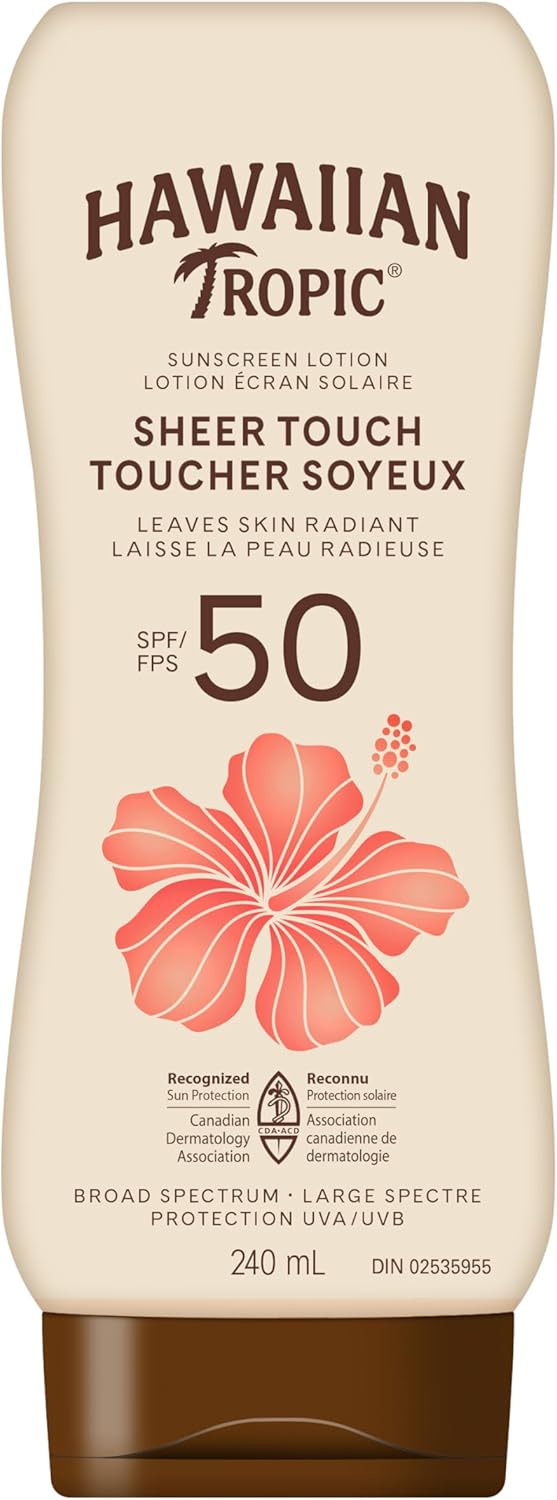 HAWAIIAN
TROPIC®
SUNSCREEN LOTION
LOTION ÉCRAN SOLAIRE
SHEER TOUCH
TOUCHER SOYEUX
LEAVES SKIN RADIANT
LAISSE LA PEAU RADIEUSE
SPF/
FPS
50
Recognized
Sun Protection
Canadian
Dermatology
Association
CDA•ACD
Reconnu
Protection solaire
Association
canadienne de
dermatologie
BROAD SPECTRUM · LARGE SPECTRE
PROTECTION UVA/UVB
240 mL DIN 02535955